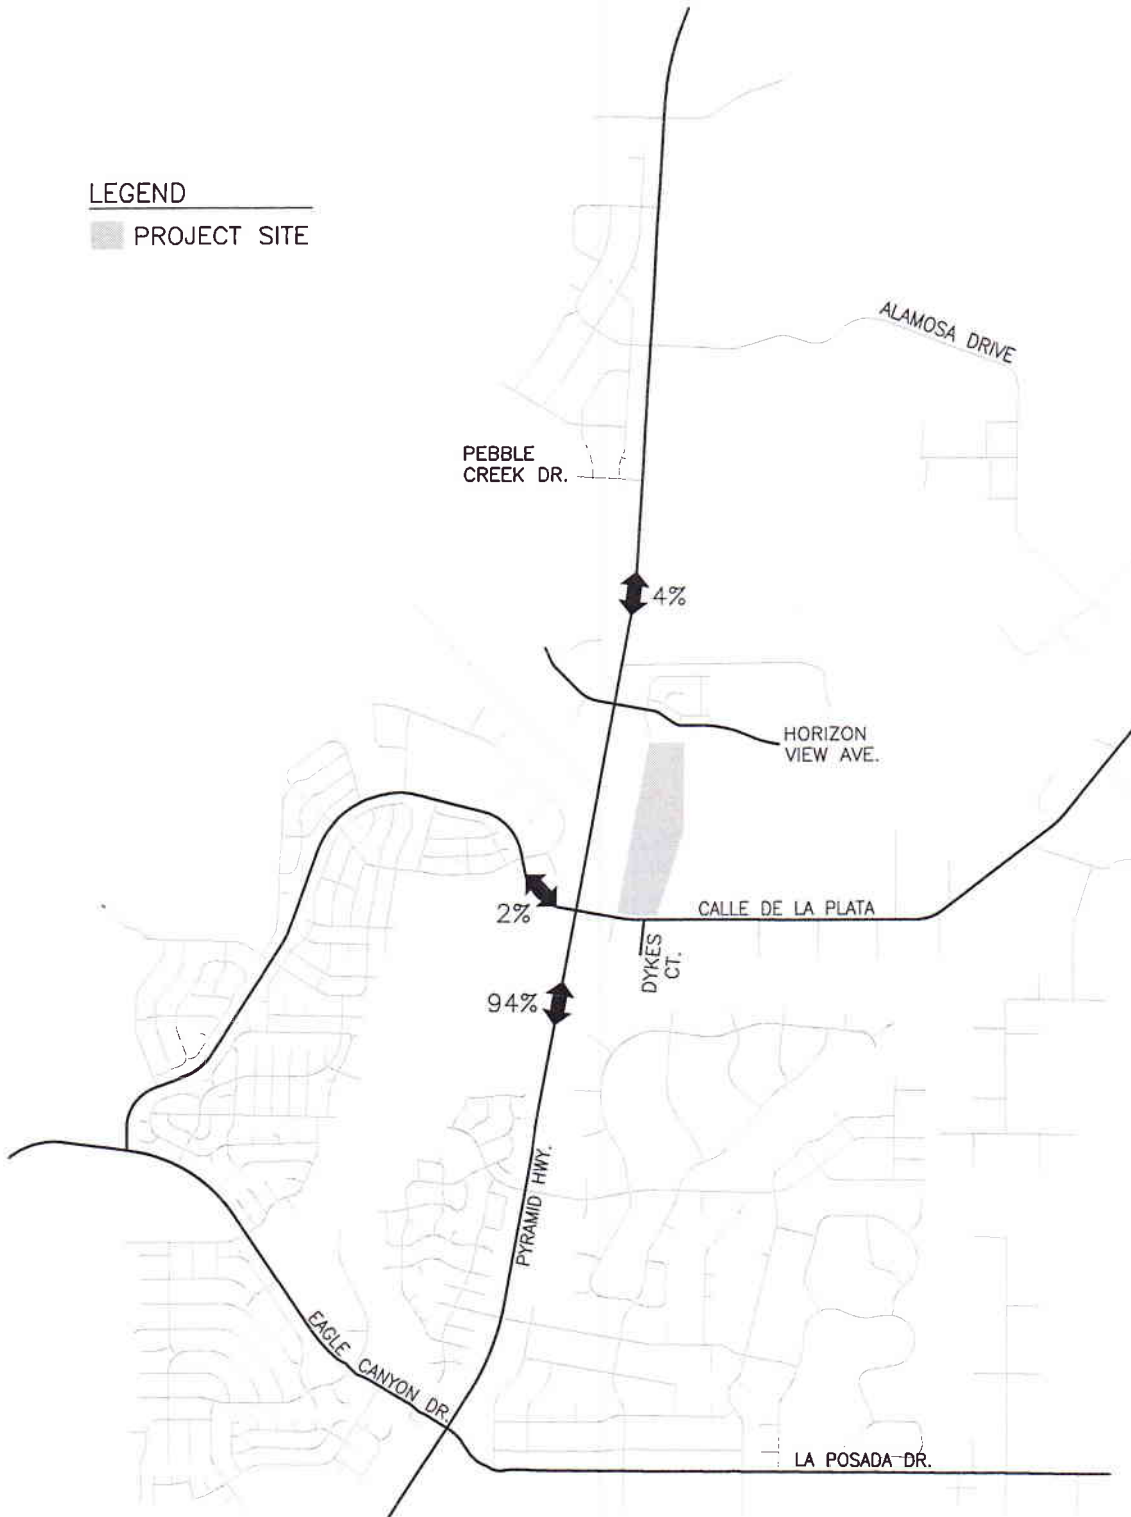 LEGEND
PROJECT SITE
ALAMOSA DRIVE
PEBBLE
CREEK DR.
4%
HORIZON
VIEW AVE.
2%
CALLE DE LA PLATA
DYKES
CT.
94%
PYRAMID HWY.
EAGLE CANYON DR.
LA POSADA DR.